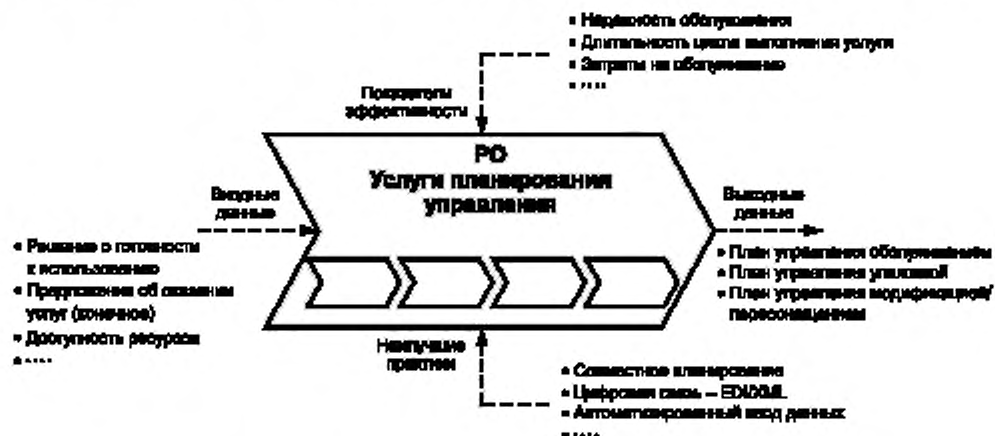 • Надежность обслуживания
• Длительность цикла выполнения услуги
• Затраты на обслуживание
• ....
Показатели
эффективности
PO
Услуги планирования
управления
Входные
данные
Выходные
данные
• Решение о готовности
к использованию
• Предложения об оказании
услуг (конечное)
• Доступность ресурсов
• ....
• План управления обслуживанием
• План управления упаковкой
• План управления модификацией/
переоснащением
Наилучшие
практики
• Совместное планирование
• Цифровая связь – EDI/XML
• Автоматизированный ввод данных
• ....